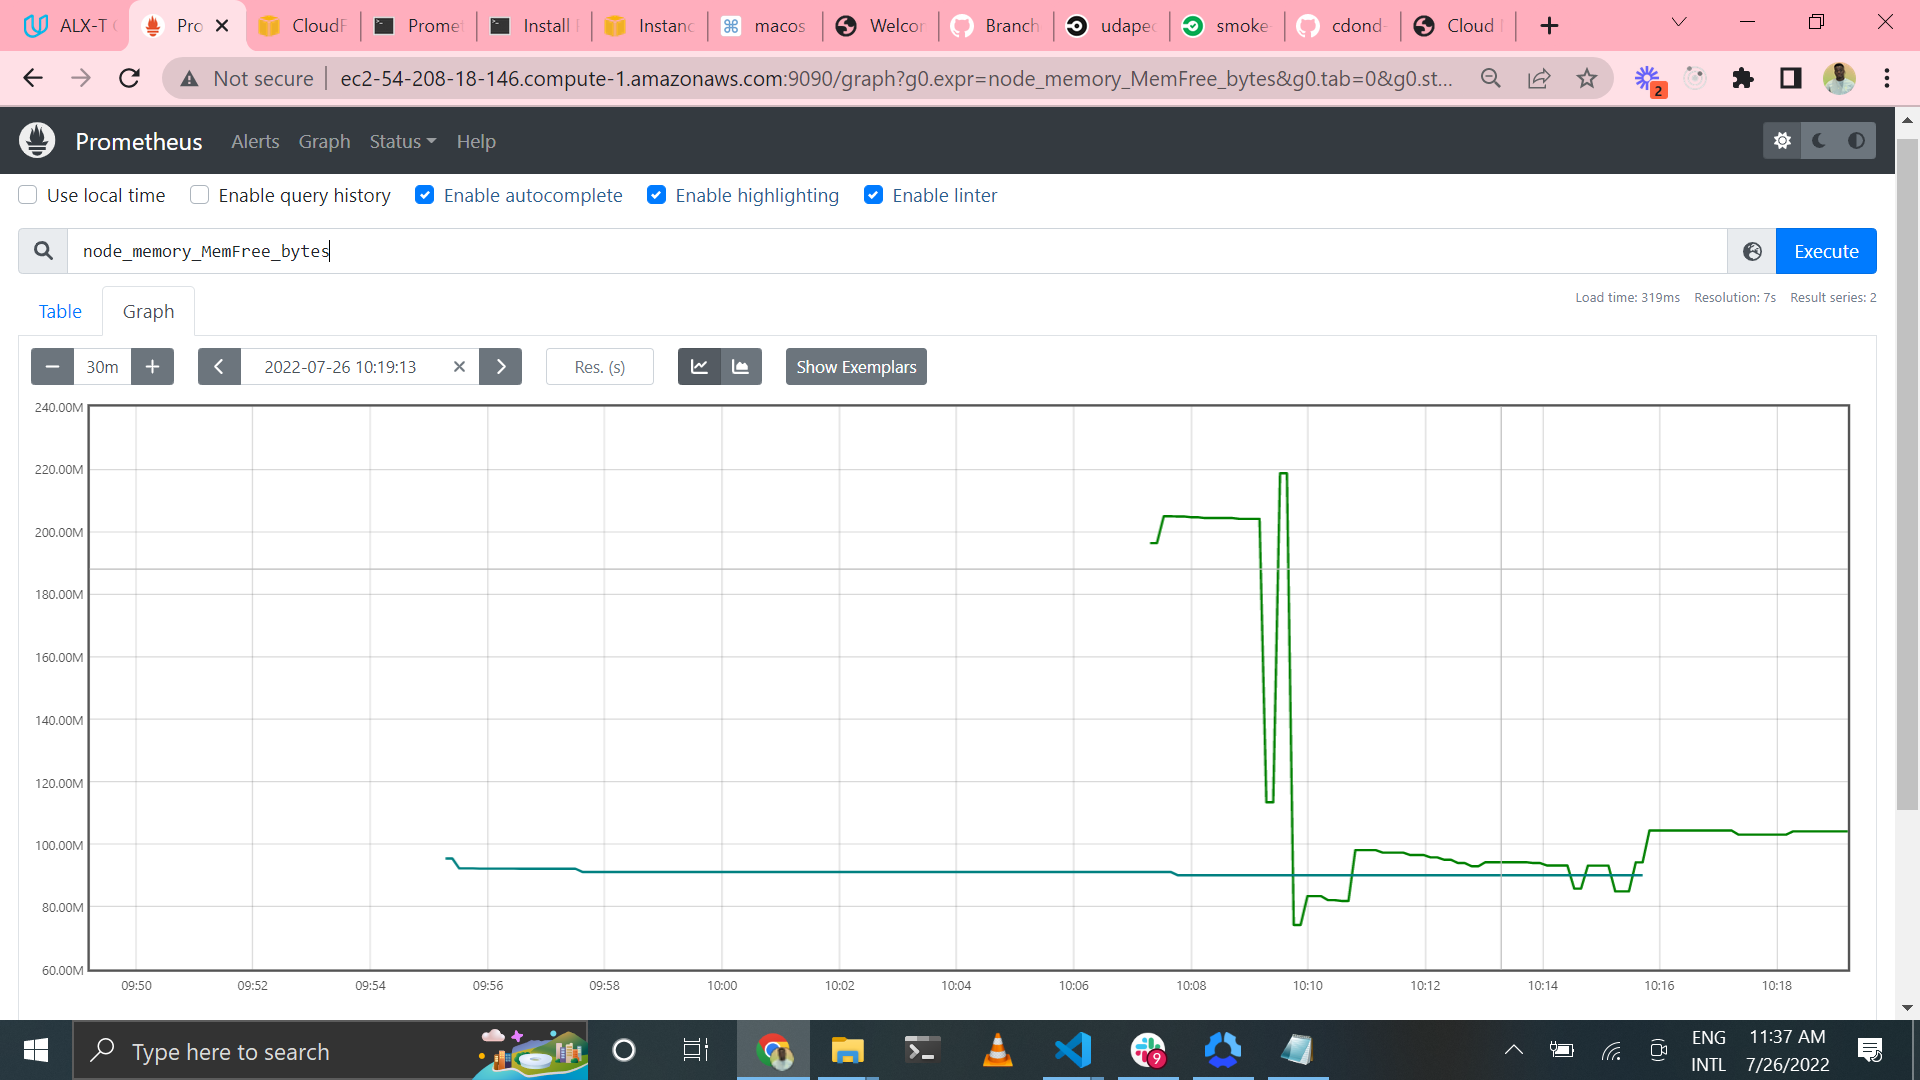 ALX-T
Pro
CloudF
Promet
Install
Instanc
macos
Welcor
Branch
udapec
smoke
cdond-
Cloud
Not secure
ec2-54-208-18-146.compute-1.amazonaws.com:9090/graph?g0.expr=node_memory_MemFree_bytes&g0.tab=0&g0.st...
2
Prometheus Alerts Graph Status Help
Use local time Enable query history Enable autocomplete Enable highlighting Enable linter
node_memory_MemFree_bytes
Execute
Table Graph
Load time: 319ms Resolution: 7s Result series: 2
30m
2022-07-26 10:19:13
Res. (s)
Show Exemplars
240.00M
220.00M
200.00M
180.00M
160.00M
140.00M
120.00M
100.00M
80.00M
60.00M
09:50 09:52 09:54 09:56 09:58 10:00 10:02 10:04 10:06 10:08 10:10 10:12 10:14 10:16 10:18
Type here to search
9
ENG
INTL
11:37 AM
7/26/2022